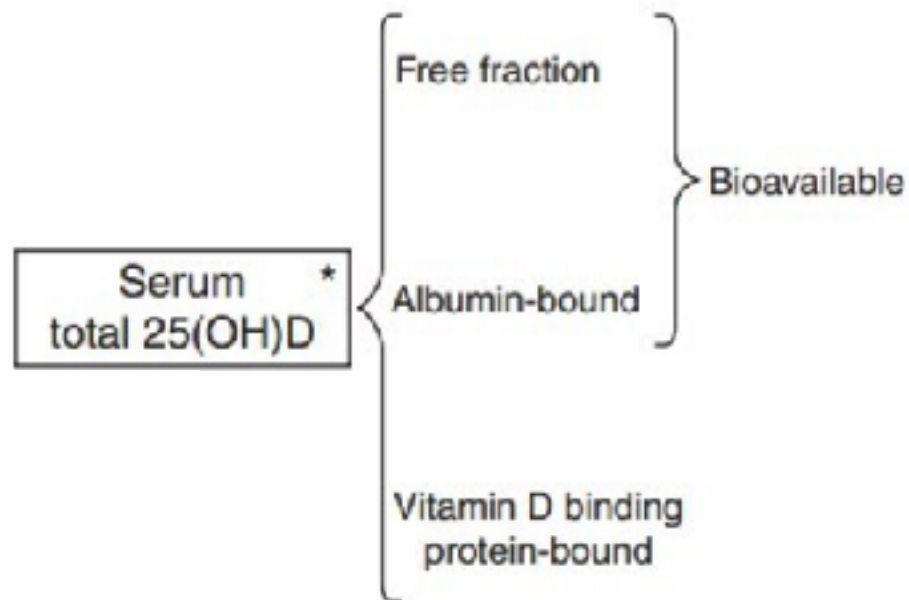 Free fraction
Bioavailable
Serum *
total 25(OH)D
Albumin-bound
Vitamin D binding
protein-bound